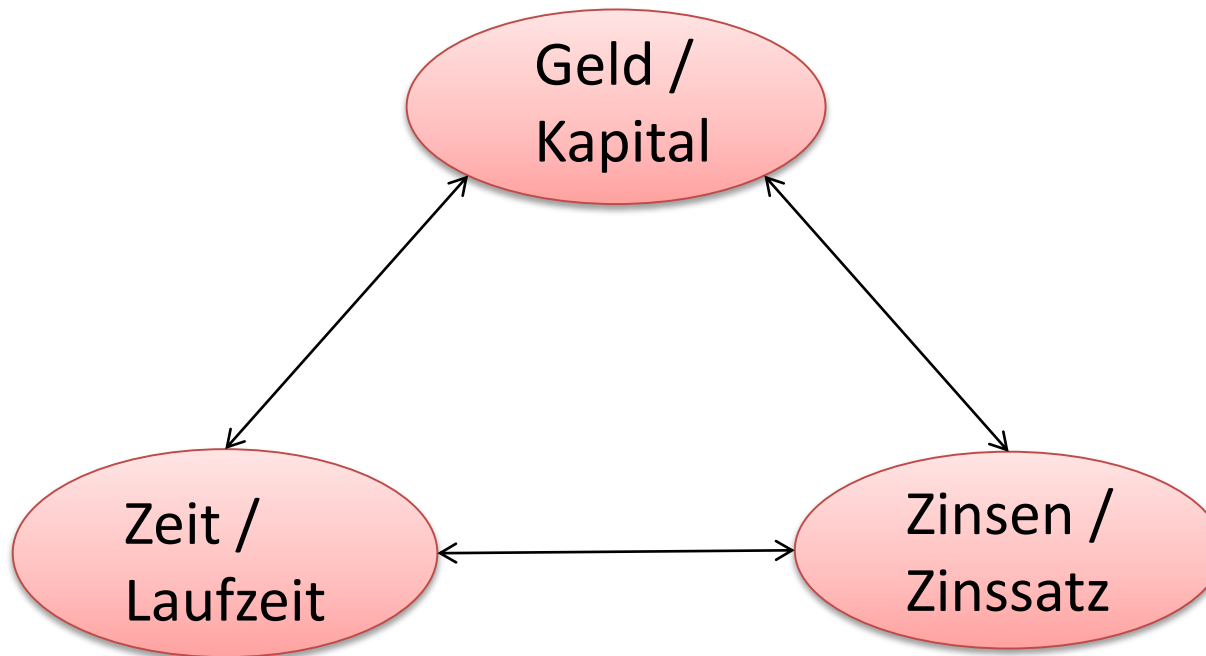 Geld /
Kapital
Zeit /
Laufzeit
Zinsen /
Zinssatz